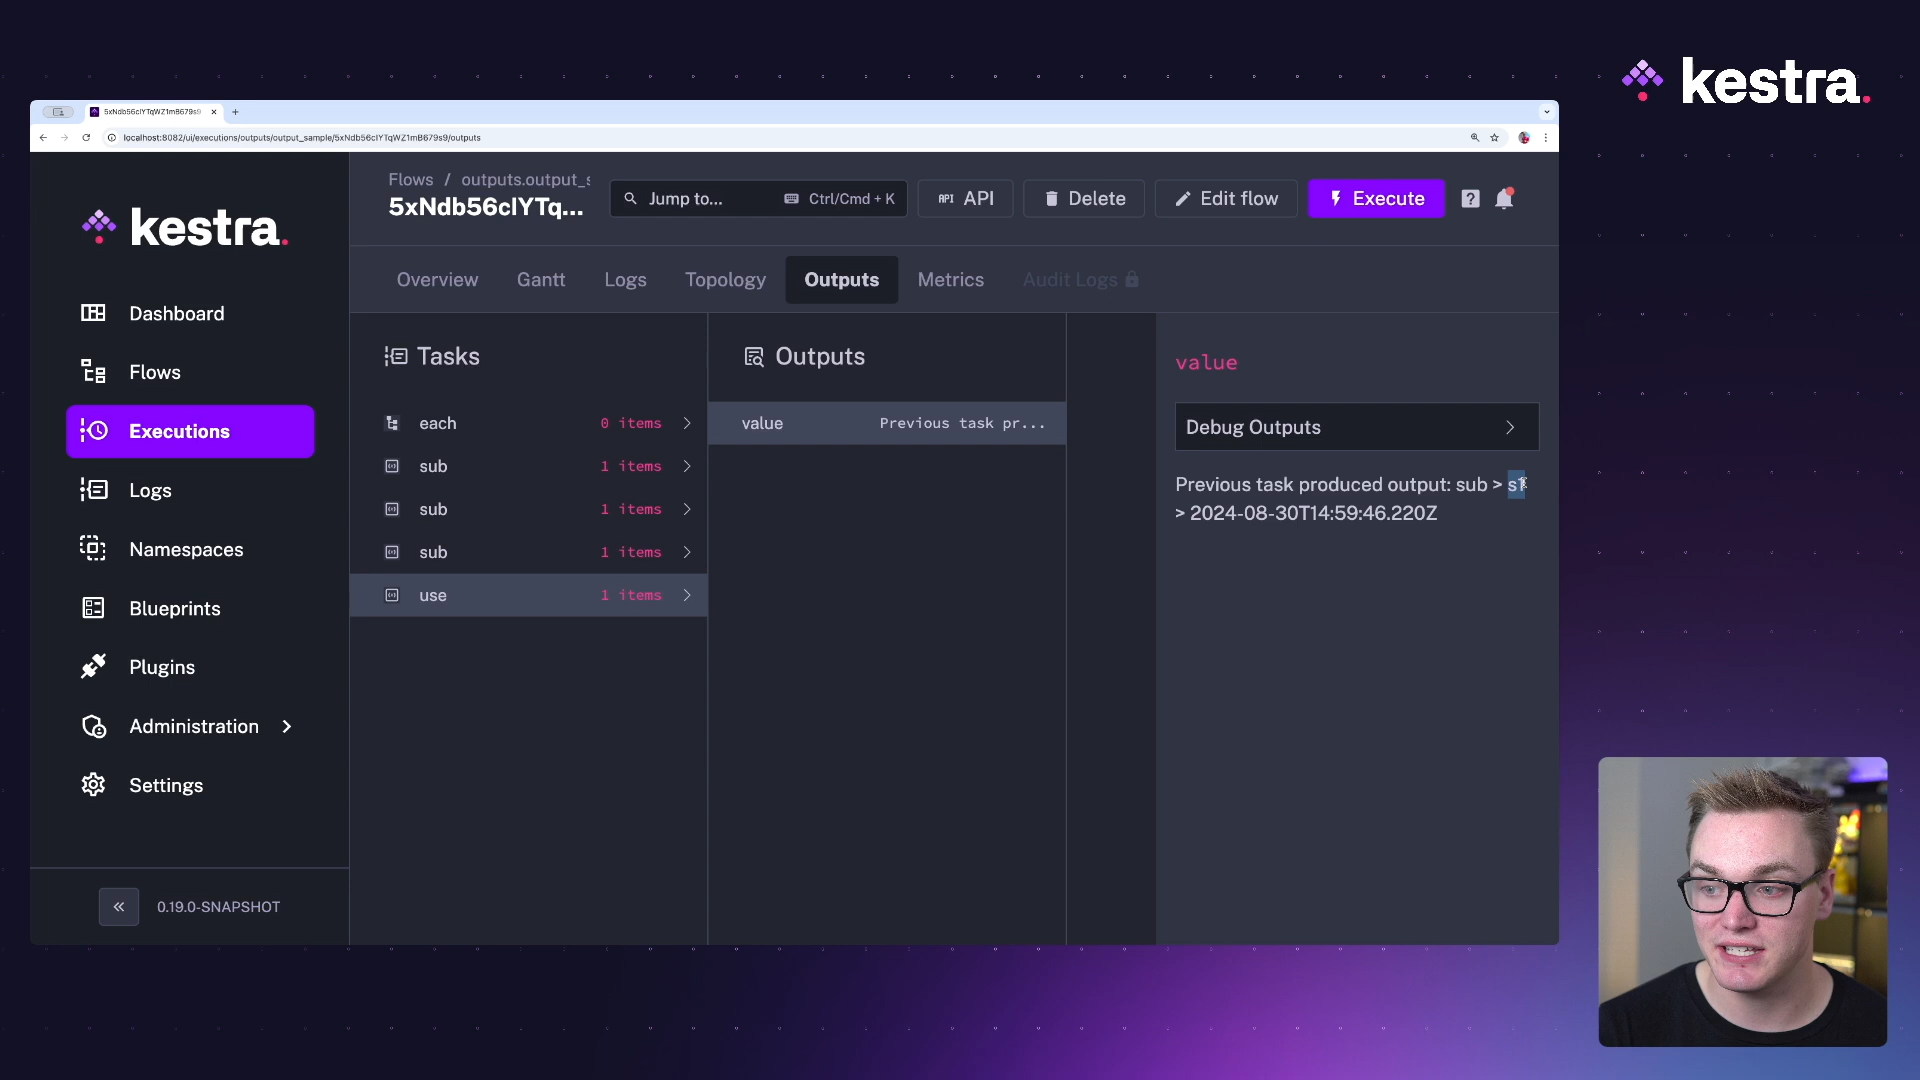 kestra.
5xNdb56clYTqWZ1mB679s9
localhost:8082/ui/executions/outputs/output_sample/5xNdb56clYTqWZ1mB679s9/outputs
kestra.
Dashboard
Flows
Executions
Logs
Namespaces
Blueprints
Plugins
Administration
Settings
0.19.0-SNAPSHOT
Flows / outputs.output_s
5xNdb56clYTq...
Jump to... Ctrl/Cmd + K
API API
Delete
Edit flow
Execute
Overview Gantt Logs Topology Outputs Metrics Audit Logs
Tasks
each 0 items
sub 1 items
sub 1 items
sub 1 items
use 1 items
Outputs
value Previous task pr...
value
Debug Outputs
Previous task produced output: sub > s1
> 2024-08-30T14:59:46.220Z